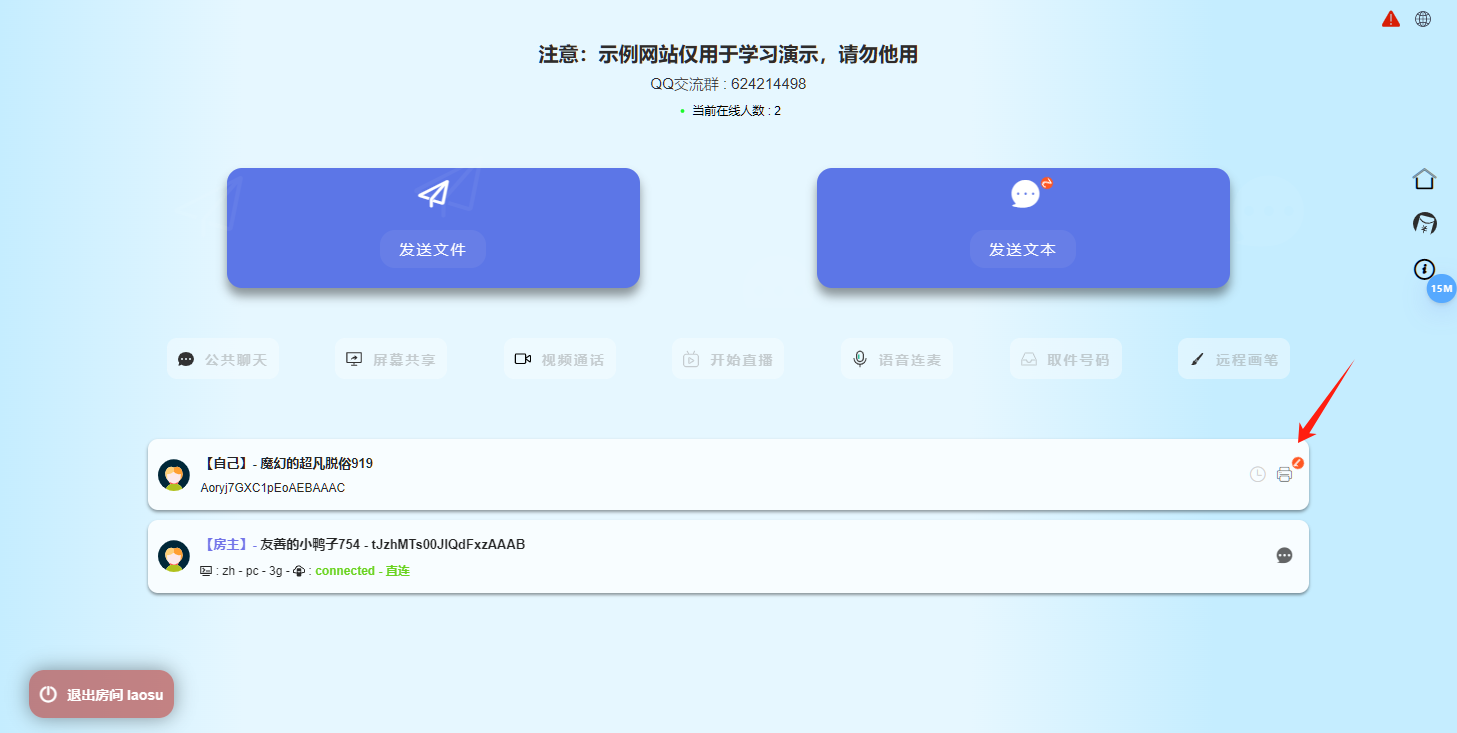 注意：示例网站仅用于学习演示，请勿他用
QQ交流群 : 624214498
当前在线人数 : 2
发送文件
发送文本
15M
公共聊天
屏幕共享
视频通话
开始直播
语音连麦
取件号码
远程画笔
【自己】- 魔幻的超凡脱俗919
Aoryj7GXC1pEoAEBAAAC
【房主】- 友善的小鸭子754 - tJzhMTs00JlQdFxzAAAB
: zh - pc - 3g - : connected - 直连
退出房间 laosu